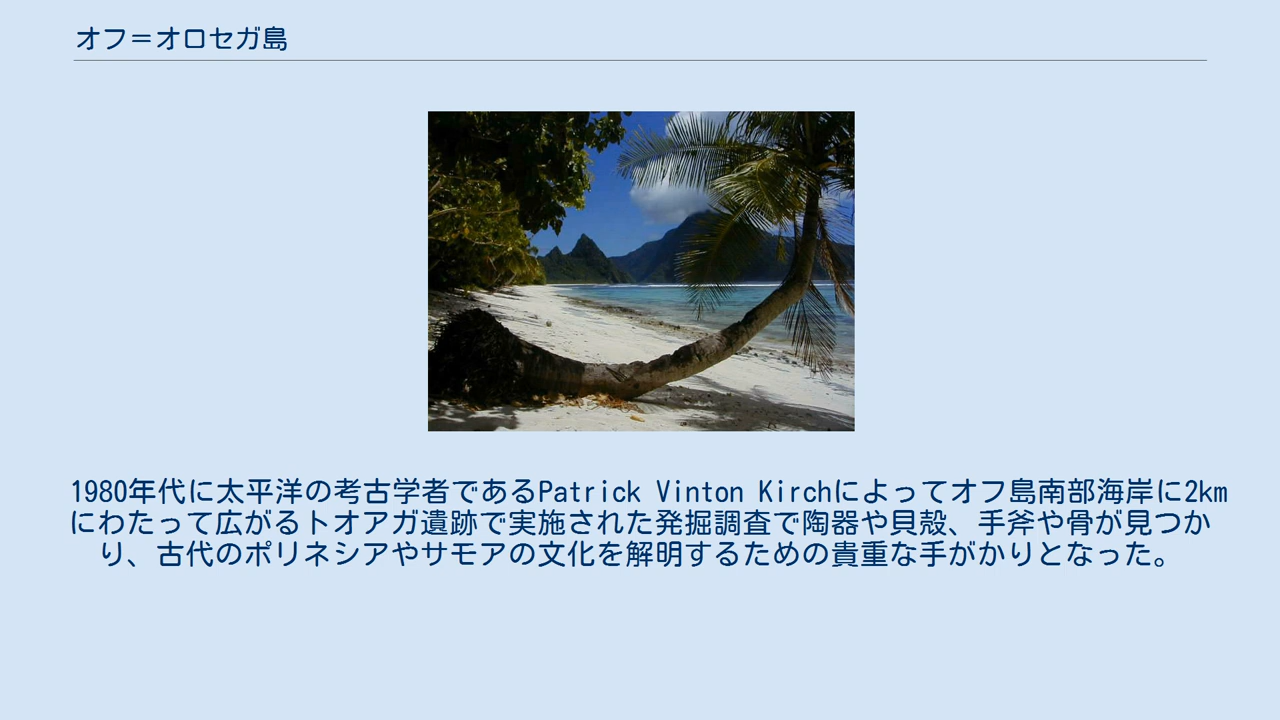 オフ＝オロセガ島
1980年代に太平洋の考古学者であるPatrick Vinton Kirchによってオフ島南部海岸に2km
にわたって広がるトオアガ遺跡で実施された発掘調査で陶器や貝殻、手斧や骨が見つか
り、古代のポリネシアやサモアの文化を解明するための貴重な手がかりとなった。